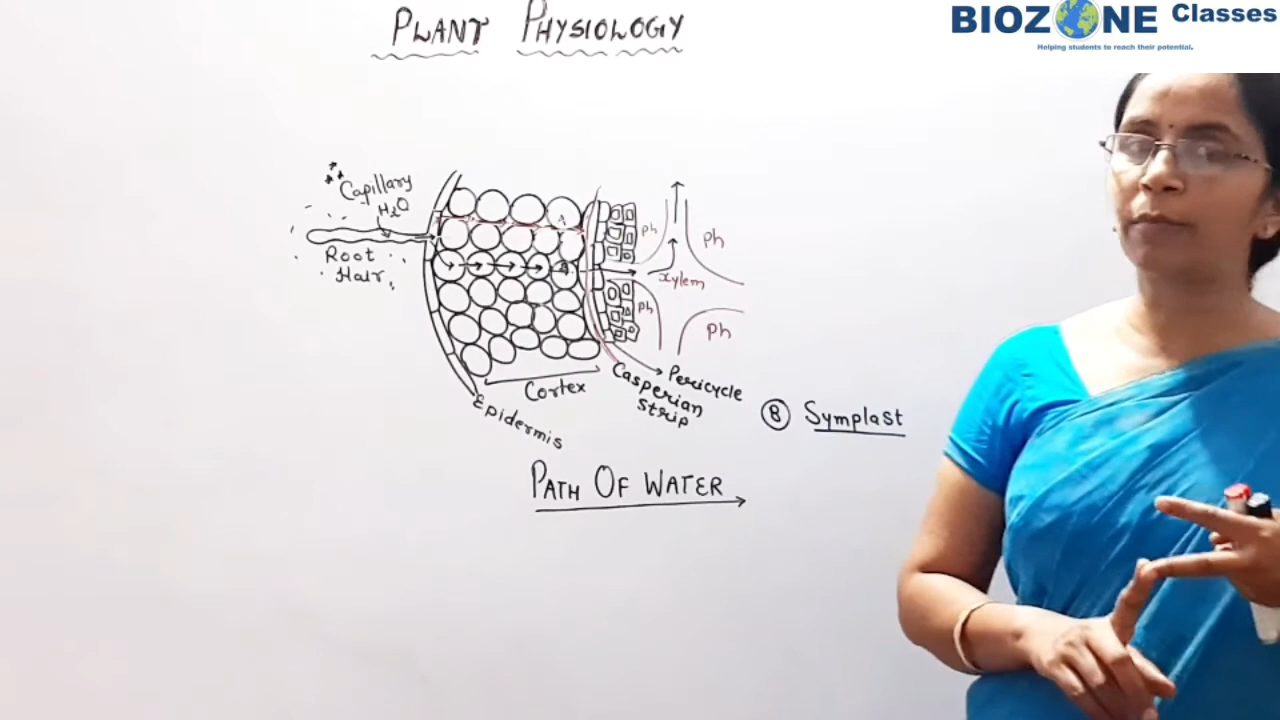 PLANT PHYSIOLOGY
BIOZONE Classes
Helping students to reach their potential.
Capillary
H₂O
Root
Hair
A
B
Ph
Ph
Xylem
Ph
Ph
Pericycle
Casperian
Strip
Cortex
Epidermis
B Symplast
PATH OF WATER